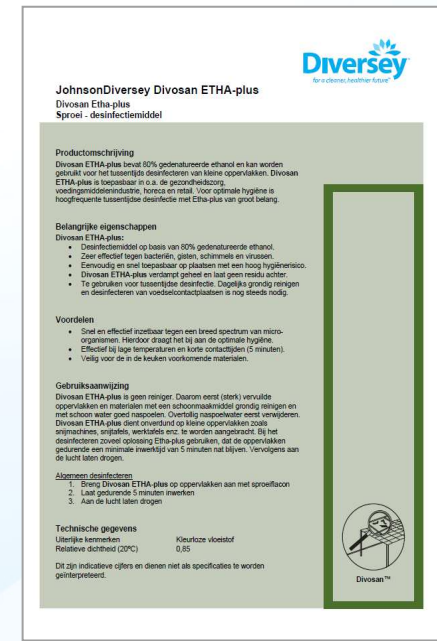 Diversey
for a cleaner, healthier future™
JohnsonDiversey Divosan ETHA-plus
Divosan Etha-plus
Sproei - desinfectiemiddel
Productomschrijving
Divosan ETHA-plus bevat 80% gedenatureerde ethanol en kan worden
gebruikt voor het tussentijds desinfecteren van kleine oppervlakken. Divosan
ETHA-plus is toepasbaar in o.a. de gezondheidszorg,
voedingsmiddelenindustrie, horeca en retail. Voor optimale hygiëne is
hoogfrequente tussentijdse desinfectie met Etha-plus van groot belang.
Belangrijke eigenschappen
Divosan ETHA-plus:
• Desinfectiemiddel op basis van 80% gedenatureerde ethanol.
• Zeer effectief tegen bacteriën, gisten, schimmels en virussen.
• Eenvoudig en snel toepasbaar op plaatsen met een hoog hygiënerisico.
• Divosan ETHA-plus verdampt geheel en laat geen residu achter.
• Te gebruiken voor tussentijdse desinfectie. Dagelijks grondig reinigen
en desinfecteren van voedselcontactplaatsen is nog steeds nodig.
Voordelen
• Snel en effectief inzetbaar tegen een breed spectrum van micro-
organismen. Hierdoor draagt het bij aan de optimale hygiëne.
• Effectief bij lage temperaturen en korte contacttijden (5 minuten).
• Veilig voor de in de keuken voorkomende materialen.
Gebruiksaanwijzing
Divosan ETHA-plus is geen reiniger. Daarom eerst (sterk) vervuilde
oppervlakken en materialen met een schoonmaakmiddel grondig reinigen en
met schoon water goed naspoelen. Overtollig naspoelwater eerst verwijderen.
Divosan ETHA-plus dient onverdund op kleine oppervlakken zoals
snijmachines, snijtafels, werktafels enz. te worden aangebracht. Bij het
desinfecteren zoveel oplossing Etha-plus gebruiken, dat de oppervlakken
gedurende een minimale inwerktijd van 5 minuten nat blijven. Vervolgens aan
de lucht laten drogen.
Algemeen desinfecteren
1. Breng Divosan ETHA-plus op oppervlakken aan met sproeiflacon
2. Laat gedurende 5 minuten inwerken
3. Aan de lucht laten drogen
Technische gegevens
Uiterlijke kenmerken Kleurloze vloeistof
Relatieve dichtheid (20°C) 0,85
Dit zijn indicatieve cijfers en dienen niet als specificaties te worden
geïnterpreteerd.
Divosan™